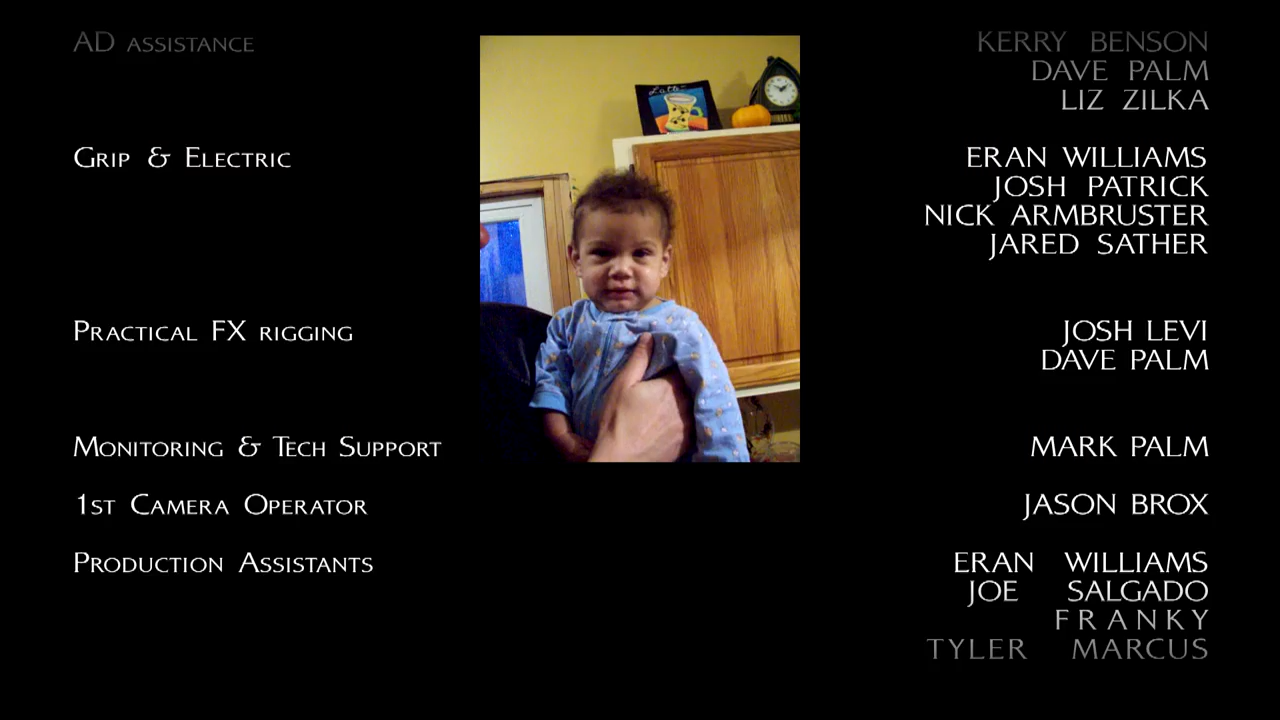 AD ASSISTANCE KERRY BENSON
DAVE PALM
LIZ ZILKA
GRIP & ELECTRIC ERAN WILLIAMS
JOSH PATRICK
NICK ARMBRUSTER
JARED SATHER
PRACTICAL FX RIGGING JOSH LEVI
DAVE PALM
MONITORING & TECH SUPPORT MARK PALM
1ST CAMERA OPERATOR JASON BROX
PRODUCTION ASSISTANTS ERAN WILLIAMS
JOE SALGADO
FRANKY
TYLER MARCUS
Latte